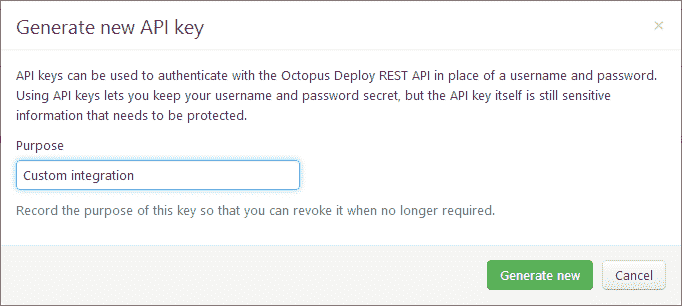 Generate new API key
×
API keys can be used to authenticate with the Octopus Deploy REST API in place of a username and password.
Using API keys lets you keep your username and password secret, but the API key itself is still sensitive
information that needs to be protected.
Purpose
Custom integration
Record the purpose of this key so that you can revoke it when no longer required.
Generate new Cancel